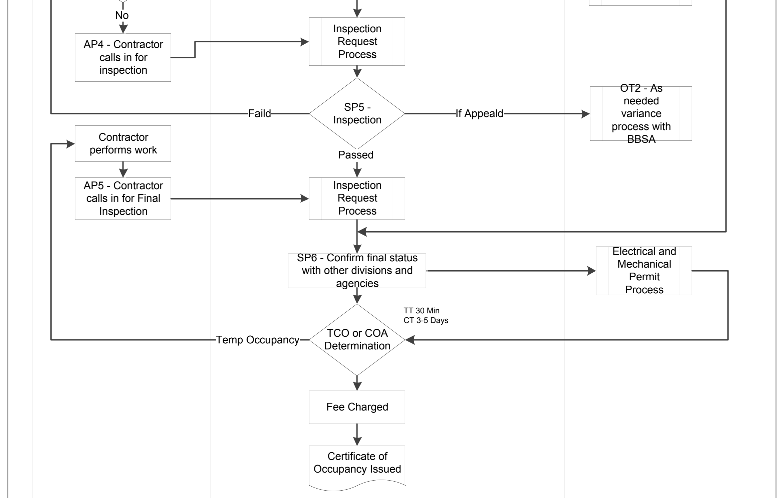 No
AP4 - Contractor
calls in for
inspection
Inspection
Request
Process
SP5 -
Inspection
Faild
If Appeald
OT2 - As
needed
variance
process with
BBSA
Passed
Contractor
performs work
AP5 - Contractor
calls in for Final
Inspection
Inspection
Request
Process
SP6 - Confirm final status
with other divisions and
agencies
Electrical and
Mechanical
Permit
Process
TT 30 Min
CT 3-5 Days
TCO or COA
Determination
Temp Occupancy
Fee Charged
Certificate of
Occupancy Issued